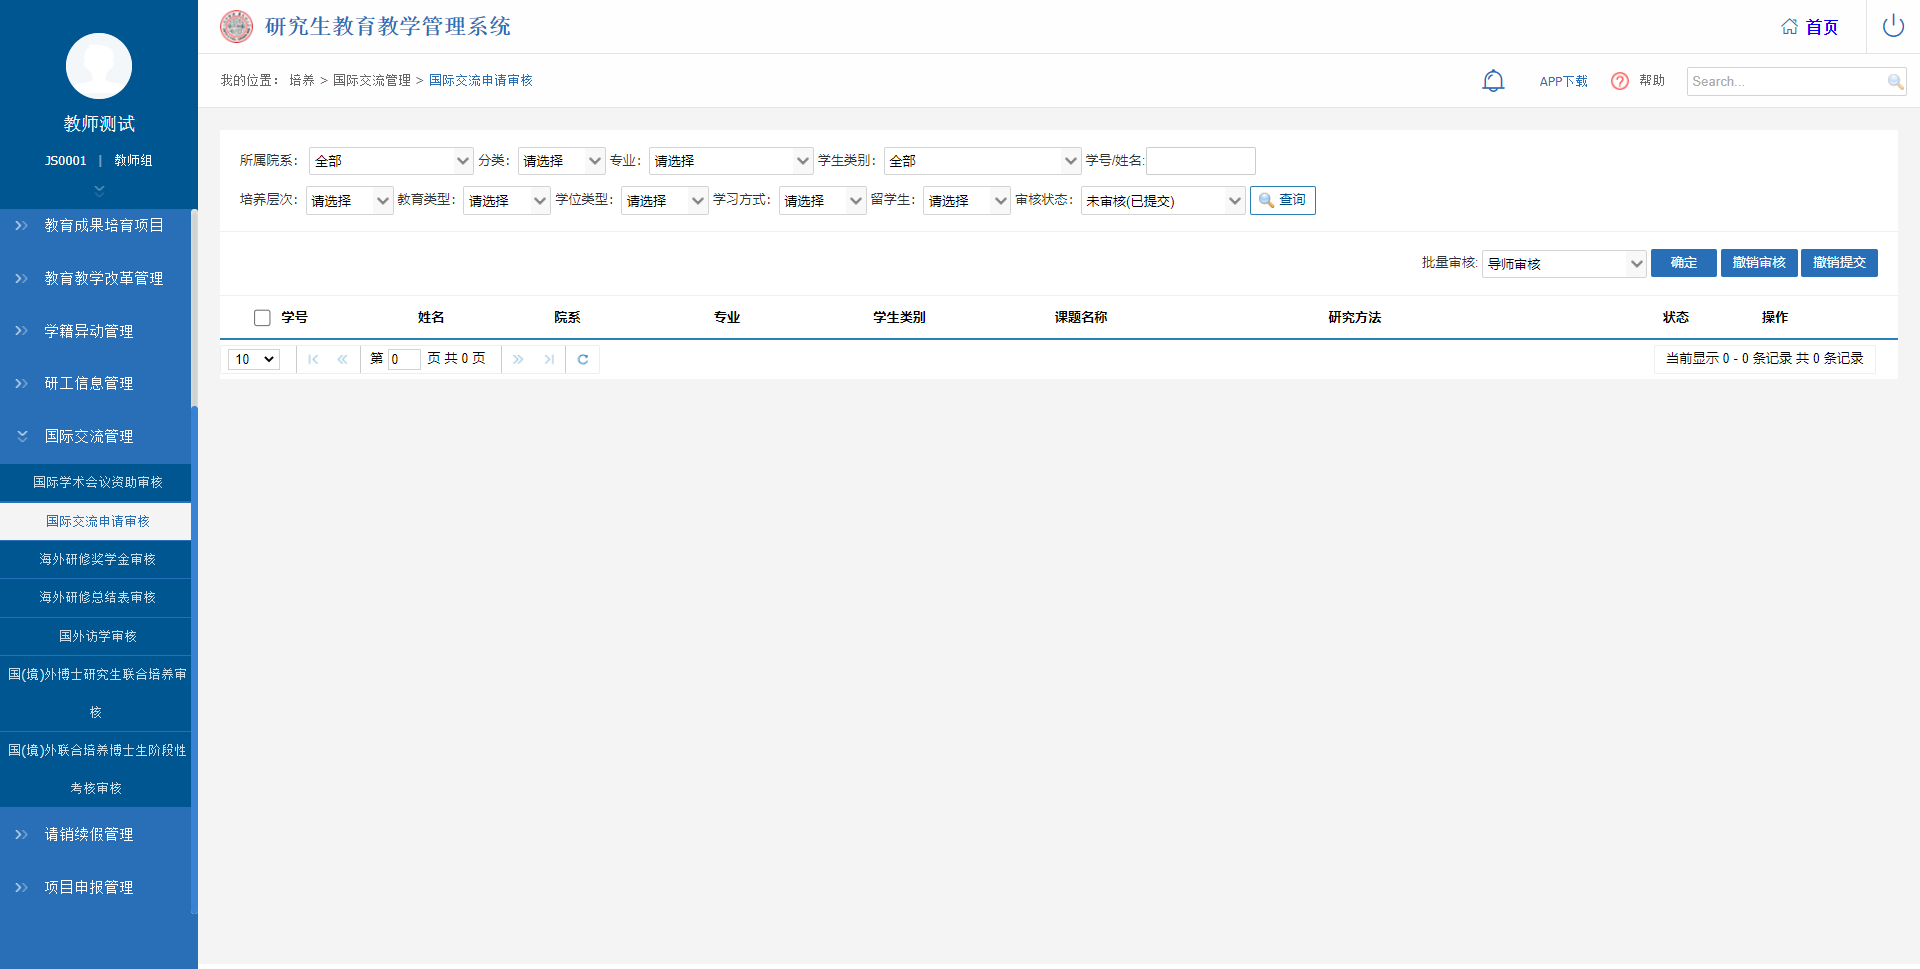 研究生教育教学管理系统
首页
教师测试
JS0001 | 教师组
我的位置： 培养 > 国际交流管理 > 国际交流申请审核
APP下载
帮助
Search...
教育成果培育项目
教育教学改革管理
学籍异动管理
研工信息管理
国际交流管理
国际学术会议资助审核
国际交流申请审核
海外研修奖学金审核
海外研修总结表审核
国外访学审核
国(境)外博士研究生联合培养审
核
国(境)外联合培养博士生阶段性
考核审核
请销续假管理
项目申报管理
所属院系： 全部 分类： 请选择 专业： 请选择 学生类别： 全部 学号/姓名:
培养层次： 请选择 教育类型： 请选择 学位类型： 请选择 学习方式： 请选择 留学生： 请选择 审核状态： 未审核(已提交) 查询
批量审核: 导师审核 确定 撤销审核 撤销提交
学号 姓名 院系 专业 学生类别 课题名称 研究方法 状态 操作
10 第 0 页 共 0 页 当前显示 0 - 0 条记录 共 0 条记录